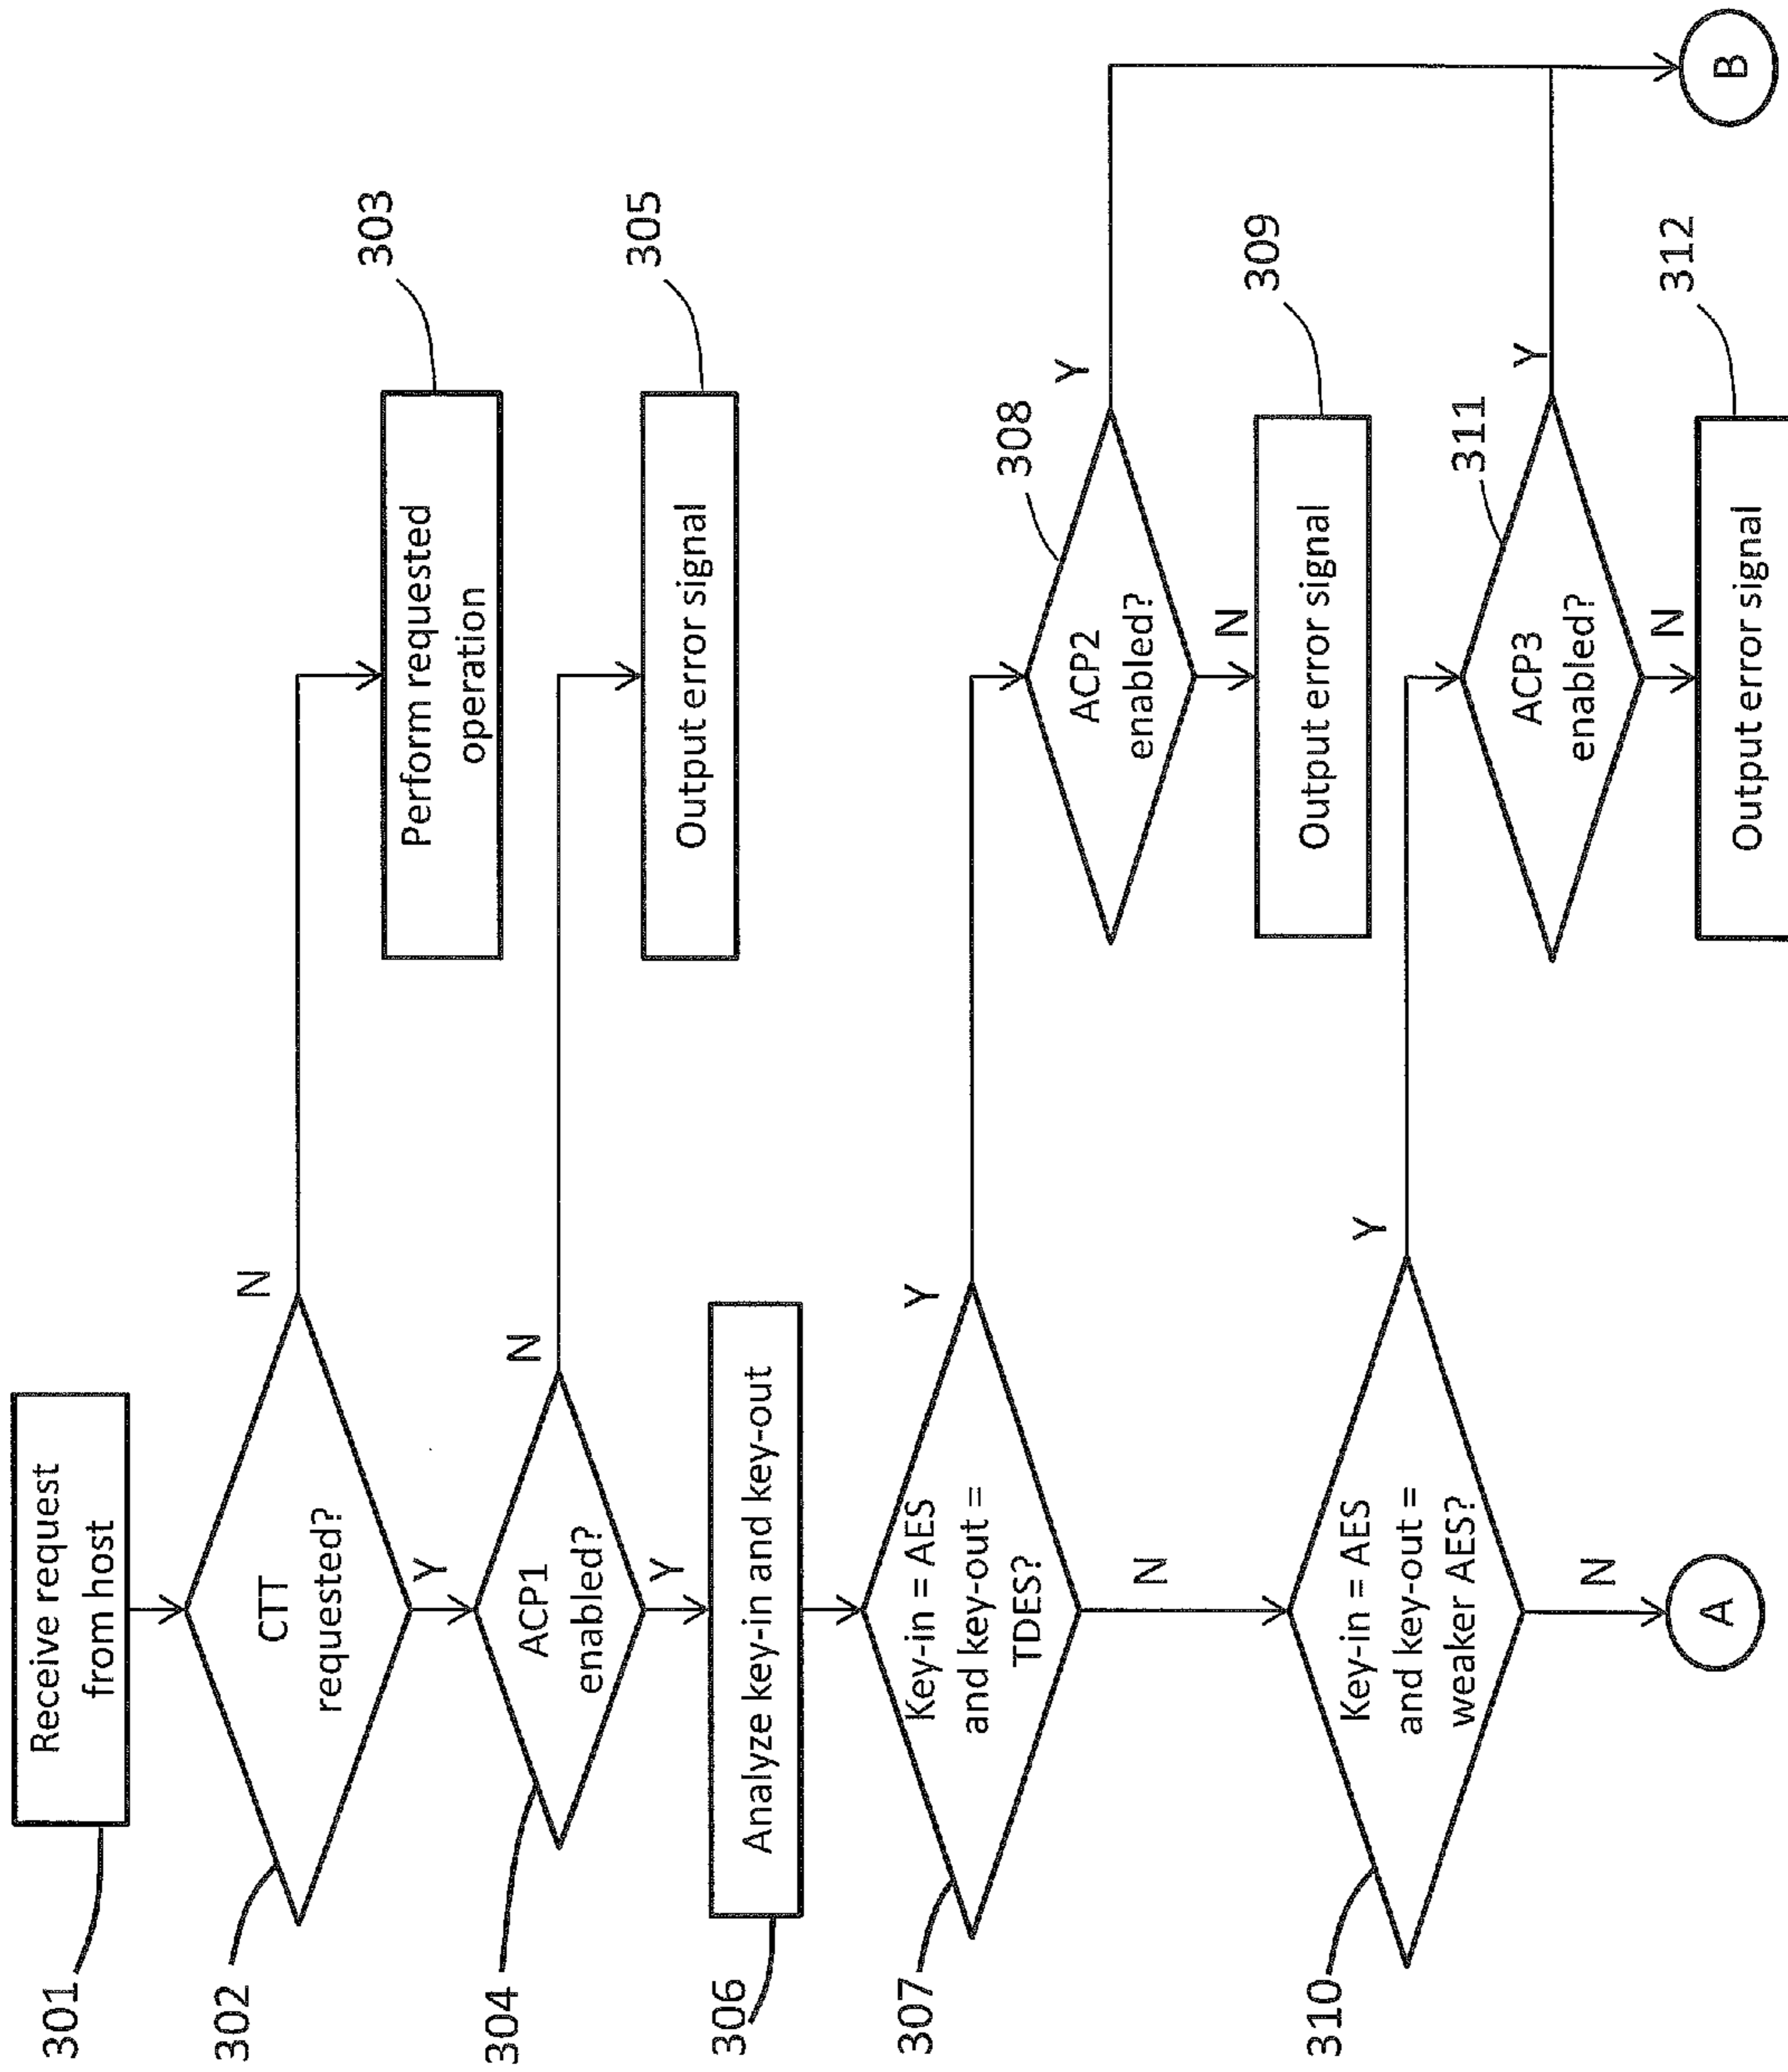 301
Receive request
from host
302
CTT
requested?
N
Y
303
Perform requested
operation
304
ACP1
enabled?
N
Y
305
Output error signal
306
Analyze key-in and key-out
307
Key-in = AES
and key-out =
TDES?
Y
N
308
ACP2
enabled?
Y
N
309
Output error signal
310
Key-in = AES
and key-out =
weaker AES?
Y
N
311
ACP3
enabled?
Y
N
312
Output error signal
A
B